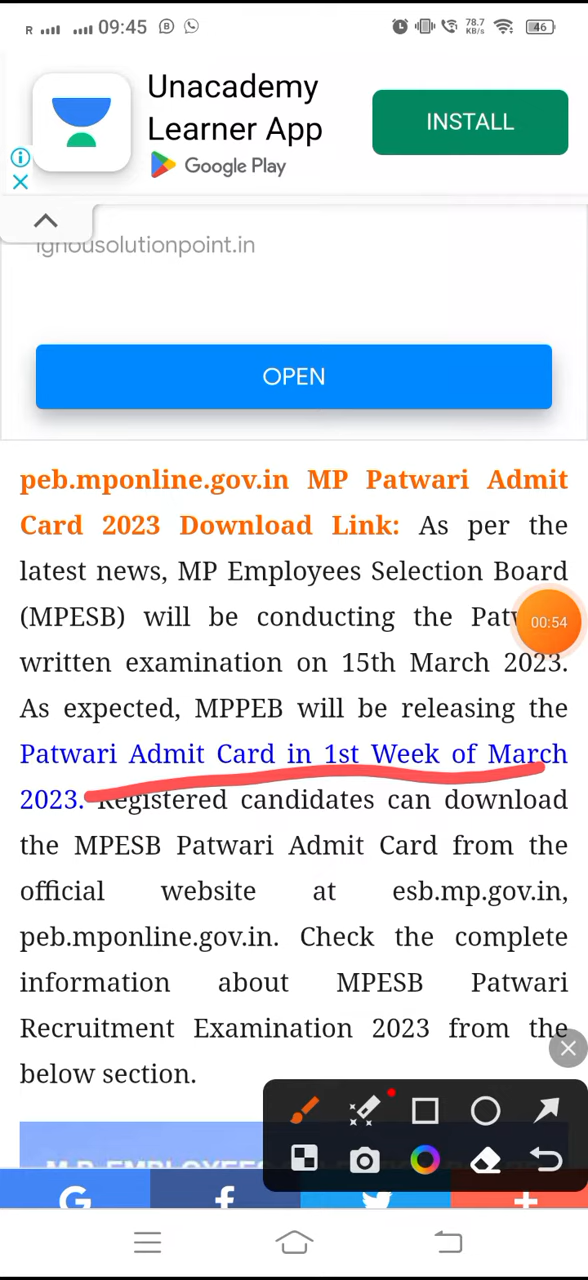 R 09:45 B
78.7
KB/s
46
Unacademy
Learner App
Google Play
INSTALL
ignousolutionpoint.in
OPEN
peb.mponline.gov.in MP Patwari Admit
Card 2023 Download Link: As per the
latest news, MP Employees Selection Board
(MPESB) will be conducting the
00:54
written examination on 15th March 2023.
As expected, MPPEB will be releasing the
Patwari Admit Card in 1st Week of March
2023. Registered candidates can download
the MPESB Patwari Admit Card from the
official website at esb.mp.gov.in,
peb.mponline.gov.in. Check the complete
information about MPESB Patwari
Recruitment Examination 2023 from the
below section.